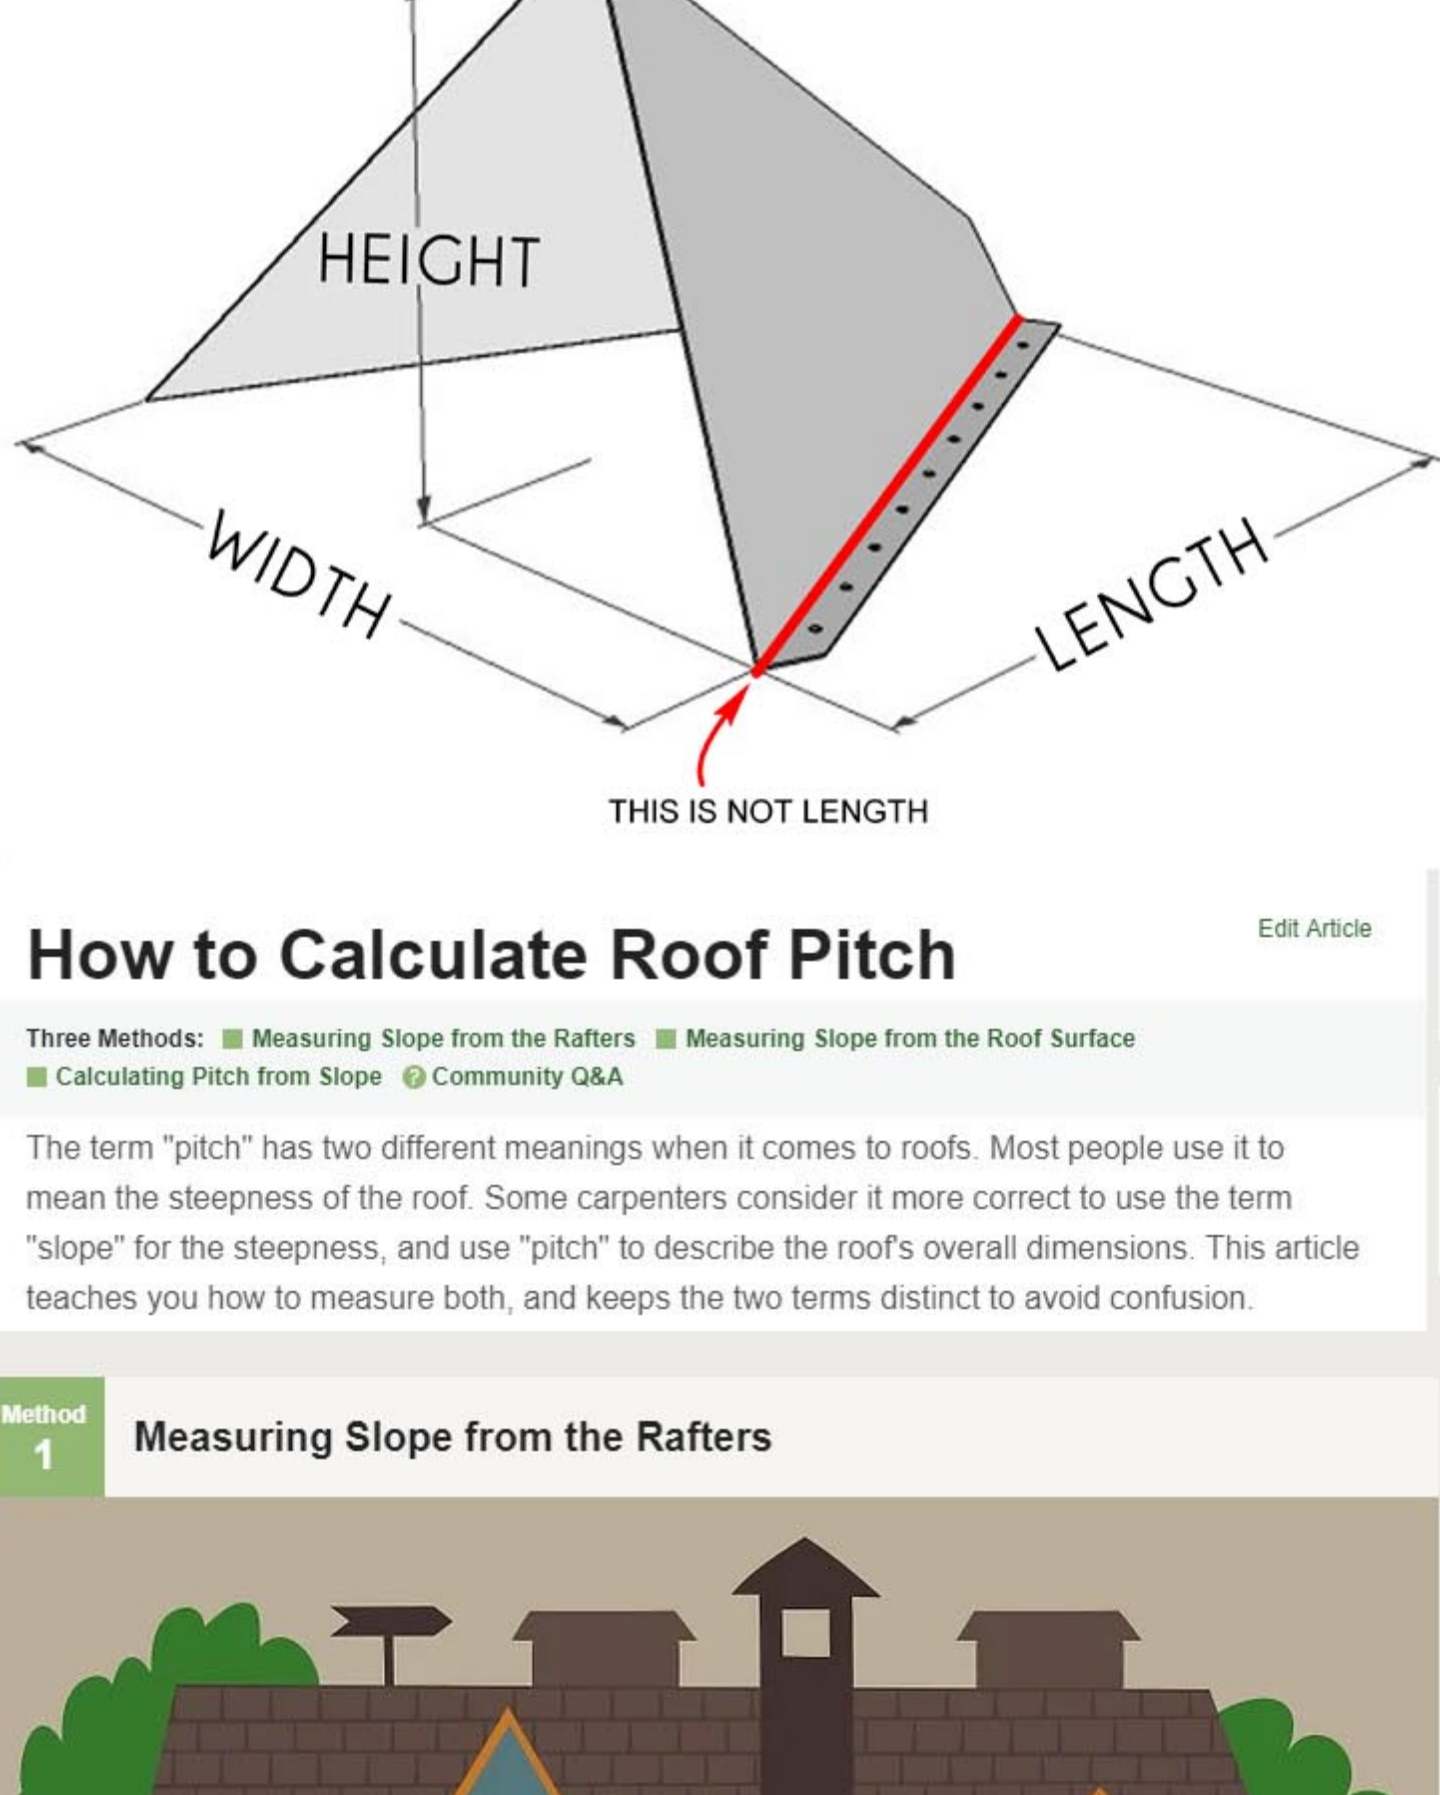 HEIGHT
WIDTH
LENGTH
THIS IS NOT LENGTH
Edit Article
How to Calculate Roof Pitch
Three Methods: Measuring Slope from the Rafters Measuring Slope from the Roof Surface
Calculating Pitch from Slope ? Community Q&A
The term "pitch" has two different meanings when it comes to roofs. Most people use it to
mean the steepness of the roof. Some carpenters consider it more correct to use the term
"slope" for the steepness, and use "pitch" to describe the roof's overall dimensions. This article
teaches you how to measure both, and keeps the two terms distinct to avoid confusion.
Method
1
Measuring Slope from the Rafters